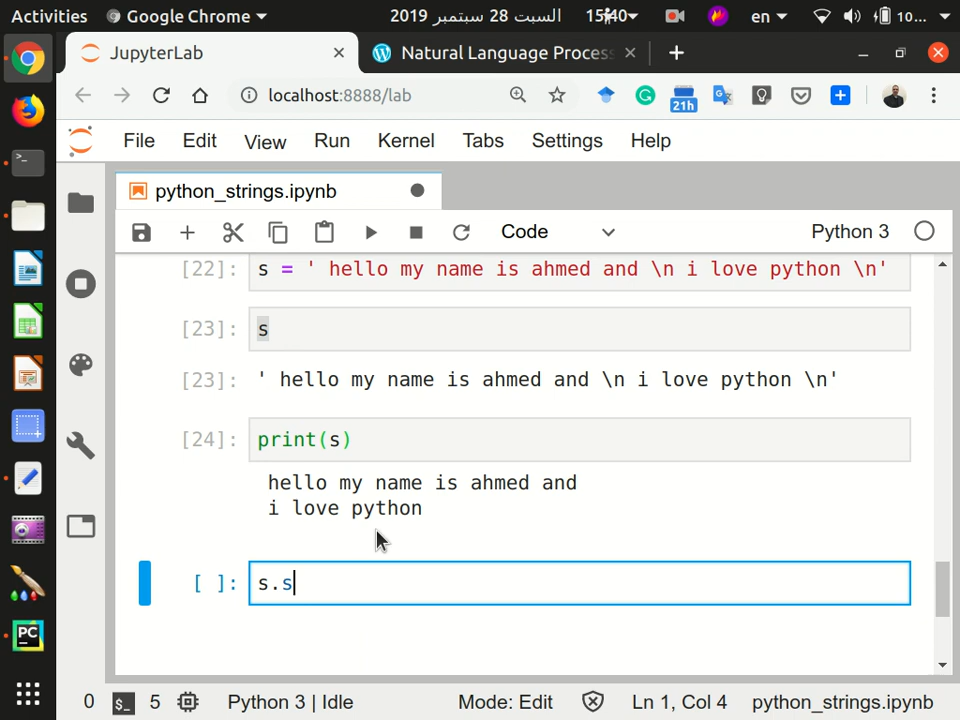 Activities Google Chrome السبت 28 سبتمبر 2019 15:40 en 10...
JupyterLab Natural Language Process
localhost:8888/lab 21h
File Edit View Run Kernel Tabs Settings Help
python_strings.ipynb
Code Python 3
[22]: s = ' hello my name is ahmed and \n i love python \n'
[23]: s
[23]: ' hello my name is ahmed and \n i love python \n'
[24]: print(s)
hello my name is ahmed and
i love python
[ ]: s.s
PC
0 $_ 5 Python 3 | Idle Mode: Edit Ln 1, Col 4 python_strings.ipynb